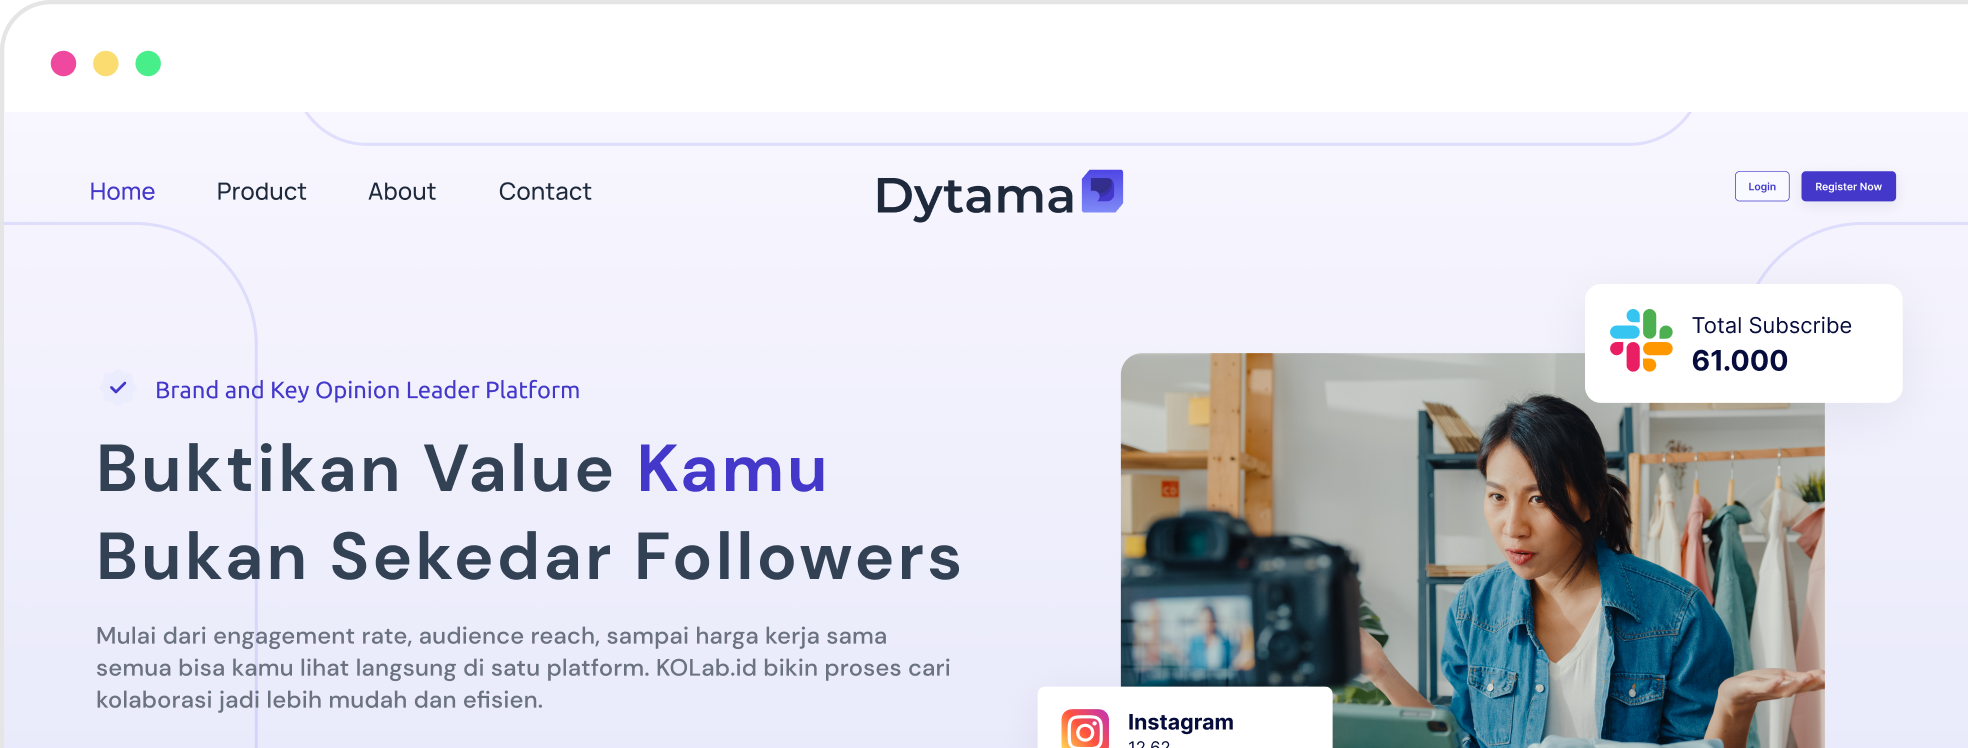 Home Product About Contact
Dytama
Login
Register Now
Total Subscribe
61.000
Brand and Key Opinion Leader Platform
Buktikan Value Kamu
Bukan Sekedar Followers
Mulai dari engagement rate, audience reach, sampai harga kerja sama
semua bisa kamu lihat langsung di satu platform. KOLab.id bikin proses cari
kolaborasi jadi lebih mudah dan efisien.
Instagram
12.62